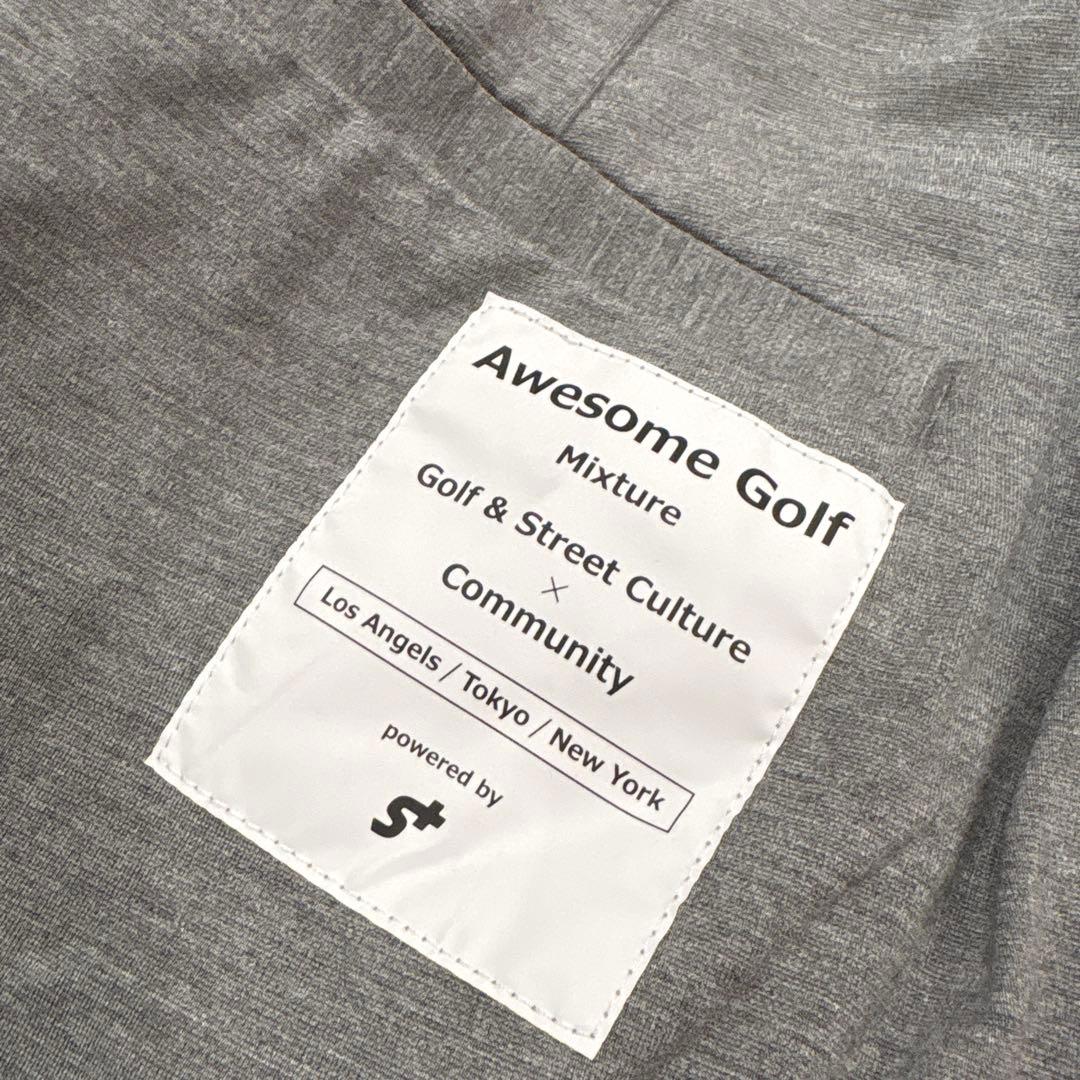 Awesome Golf
Mixture
Golf & Street Culture
×
Community
Los Angels / Tokyo / New York
powered by
S+